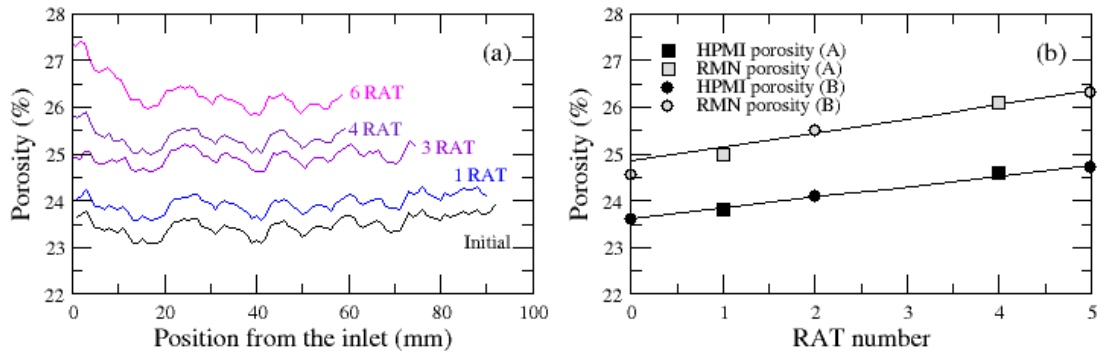 28
27
26
25
24
23
22
Porosity (%)
(a)
6 RAT
4 RAT
3 RAT
1 RAT
Initial
0 20 40 60 80 100
Position from the inlet (mm)
28
27
26
25
24
23
22
Porosity (%)
HPMI porosity (A)
RMN porosity (A)
HPMI porosity (B)
RMN porosity (B)
(b)
0 1 2 3 4 5
RAT number